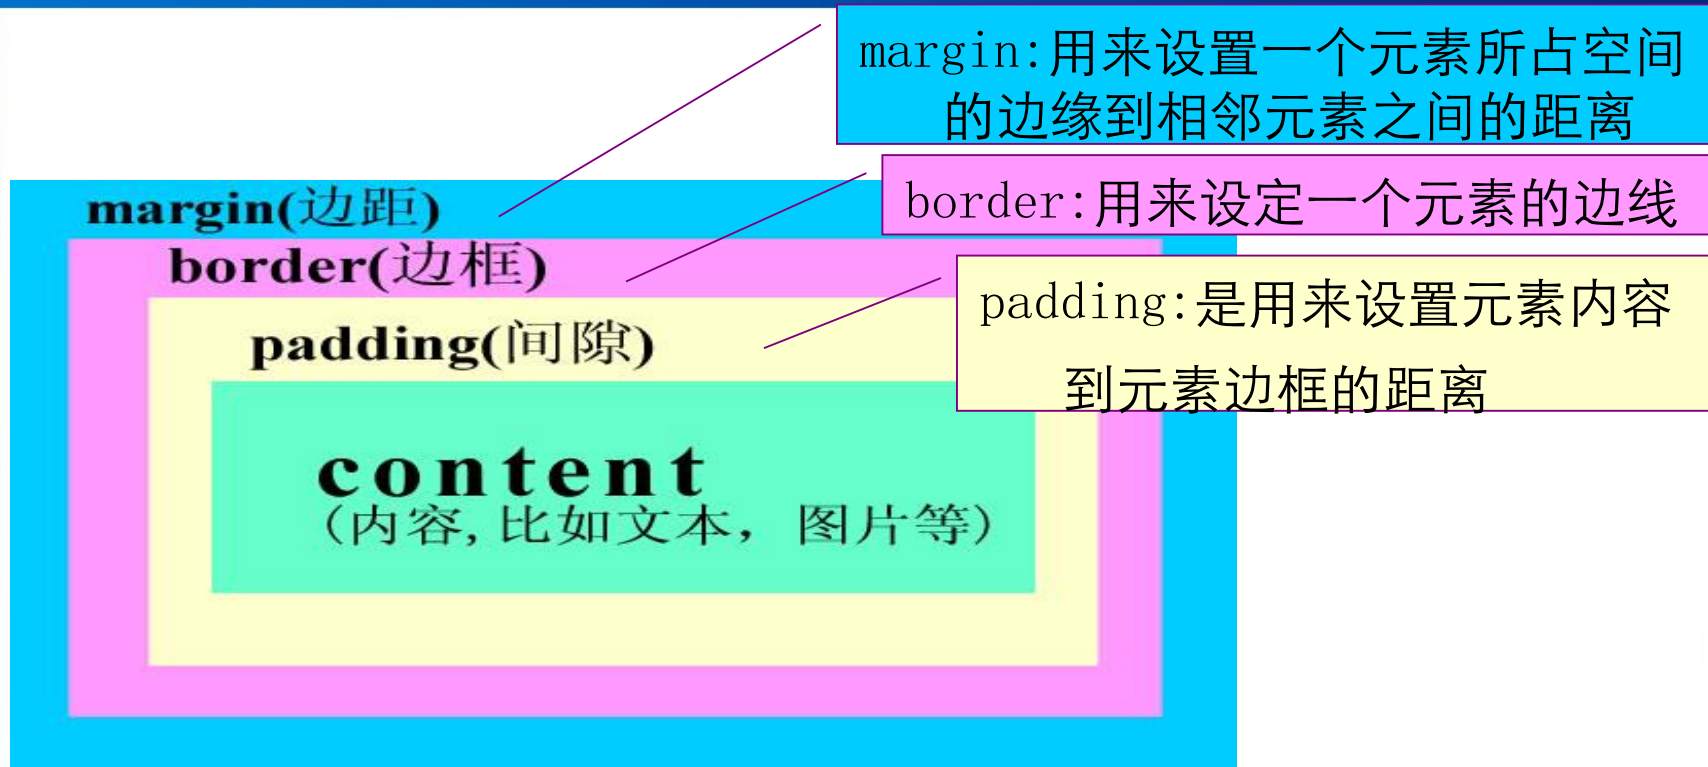 margin:用来设置一个元素所占空间
的边缘到相邻元素之间的距离
border:用来设定一个元素的边线
margin(边距)
border(边框)
padding:是用来设置元素内容
到元素边框的距离
padding(间隙)
content
(内容,比如文本，图片等)